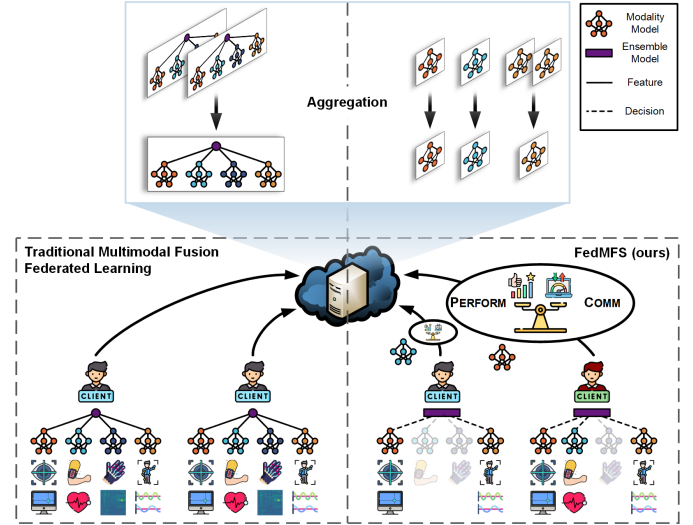 Modality
Model
Ensemble
Model
Feature
Decision
Aggregation
Traditional Multimodal Fusion
Federated Learning
FedMFS (ours)
PERFORM
COMM
CLIENT
CLIENT
CLIENT
CLIENT